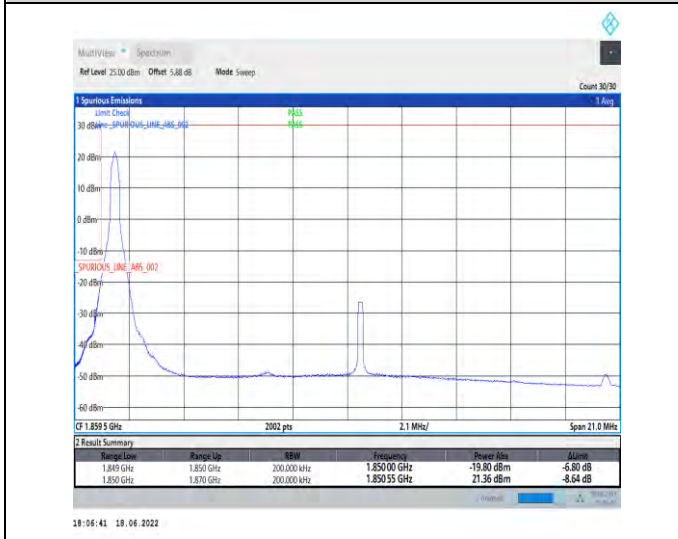 MultiView Spectrum
Ref Level 25.00 dBm Offset 5.88 dB Mode Sweep
Count 30/30
1 Spurious Emissions 1 Avg
Limit Check PASS
30 dBm Line _SPURIOUS_LINE_ABS_002 PASS
20 dBm
10 dBm
0 dBm
-10 dBm
_SPURIOUS_LINE_ABS_002
-20 dBm
-30 dBm
-40 dBm
-50 dBm
-60 dBm
CF 1.859 5 GHz 2002 pts 2.1 MHz/ Span 21.0 MHz
2 Result Summary
Range Low Range Up RBW Frequency Power Abs ΔLimit
1.849 GHz 1.850 GHz 200.000 kHz 1.850 00 GHz -19.80 dBm -6.80 dB
1.850 GHz 1.870 GHz 200.000 kHz 1.850 55 GHz 21.36 dBm -8.64 dB
18:06:41 18.06.2022